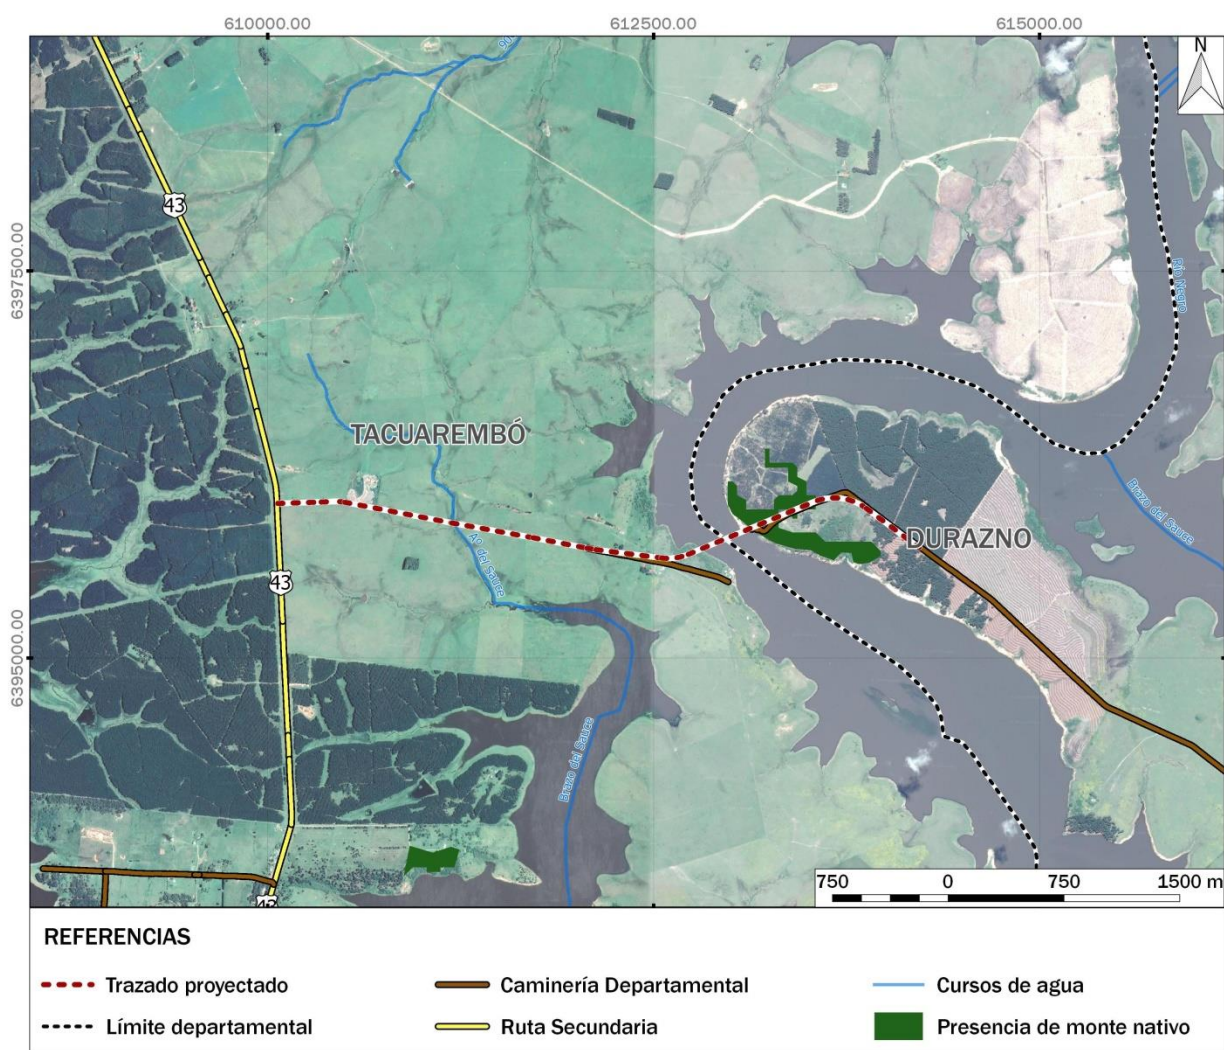 610000.00 612500.00 615000.00
N
43
6397500.00
Río Negro
TACUAREMBÓ
Brazo del Sauce
DURAZNO
Aº del Sauce
43
6395000.00
Brazo del Sauce
750 0 750 1500 m
43
REFERENCIAS
Trazado proyectado
Caminería Departamental
Cursos de agua
Límite departamental
Ruta Secundaria
Presencia de monte nativo